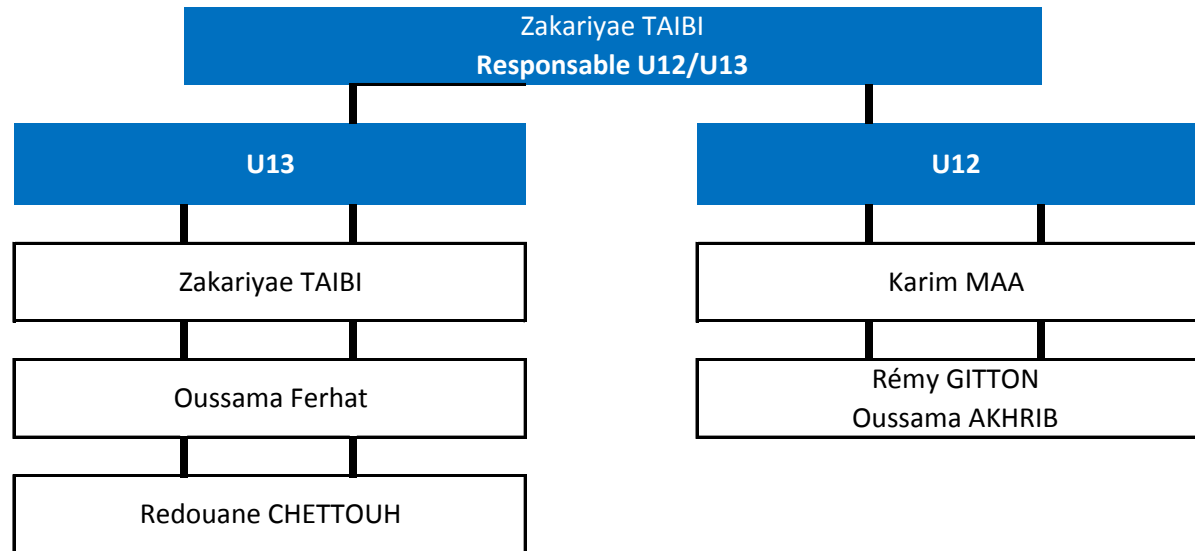 Zakariyae TAIBI
Responsable U12/U13
U13
U12
Zakariyae TAIBI
Karim MAA
Oussama Ferhat
Rémy GITTON
Oussama AKHRIB
Redouane CHETTOUH